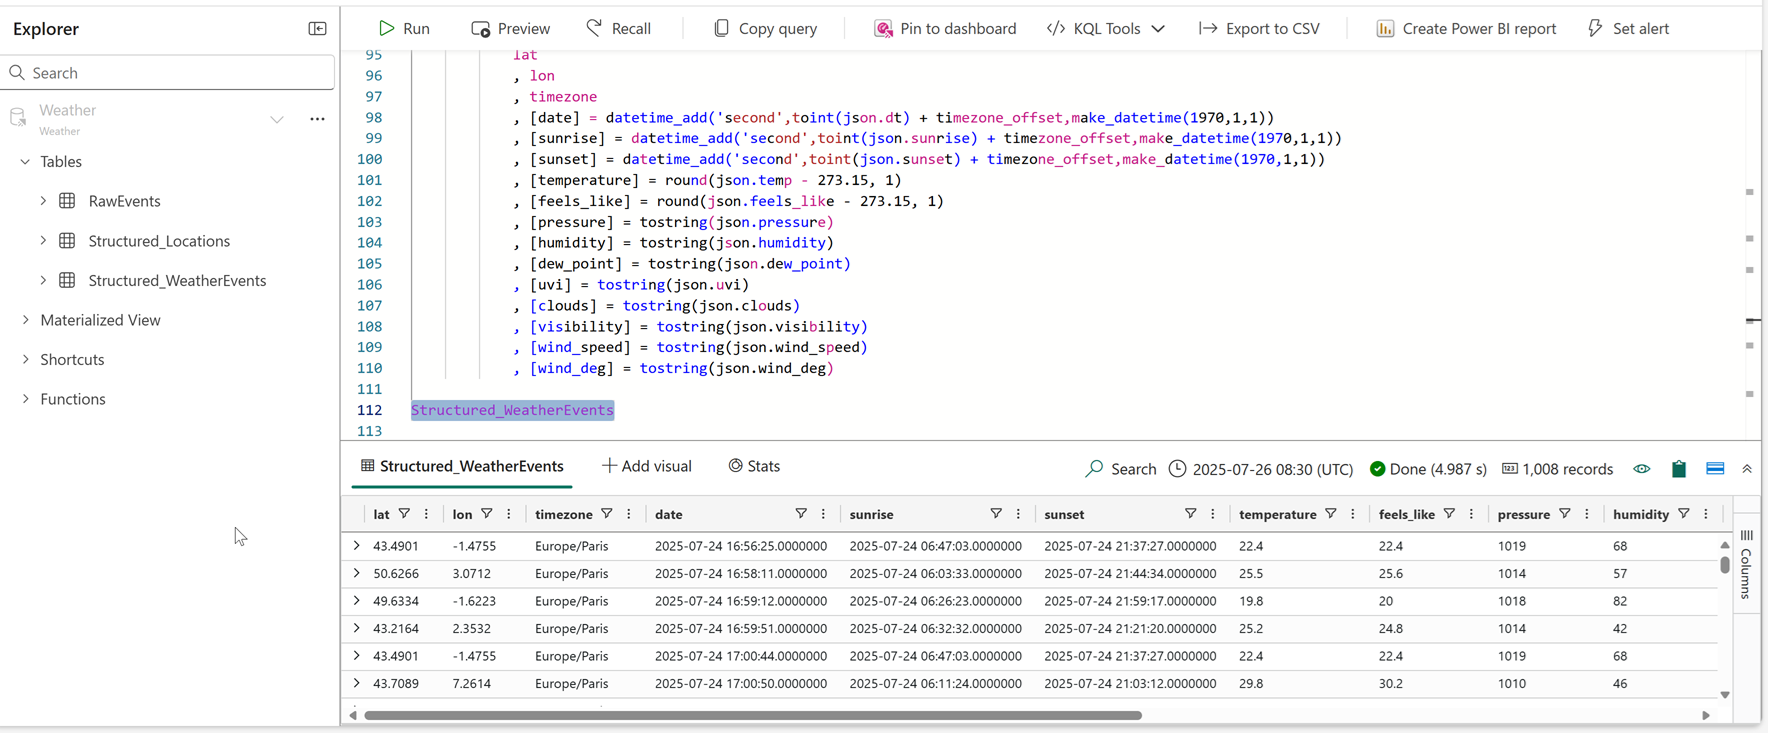 Explorer
Search
Weather
Weather
Tables
RawEvents
Structured_Locations
Structured_WeatherEvents
Materialized View
Shortcuts
Functions
Run Preview Recall Copy query Pin to dashboard </> KQL Tools Export to CSV Create Power BI report Set alert
95 lat
96 , lon
97 , timezone
98 , [date] = datetime_add('second',toint(json.dt) + timezone_offset,make_datetime(1970,1,1))
99 , [sunrise] = datetime_add('second',toint(json.sunrise) + timezone_offset,make_datetime(1970,1,1))
100 , [sunset] = datetime_add('second',toint(json.sunset) + timezone_offset,make_datetime(1970,1,1))
101 , [temperature] = round(json.temp - 273.15, 1)
102 , [feels_like] = round(json.feels_like - 273.15, 1)
103 , [pressure] = tostring(json.pressure)
104 , [humidity] = tostring(json.humidity)
105 , [dew_point] = tostring(json.dew_point)
106 , [uvi] = tostring(json.uvi)
107 , [clouds] = tostring(json.clouds)
108 , [visibility] = tostring(json.visibility)
109 , [wind_speed] = tostring(json.wind_speed)
110 , [wind_deg] = tostring(json.wind_deg)
111
112 Structured_WeatherEvents
113
Structured_WeatherEvents Add visual Stats Search 2025-07-26 08:30 (UTC) Done (4.987 s) 1,008 records
lat lon timezone date sunrise sunset temperature feels_like pressure humidity
43.4901 -1.4755 Europe/Paris 2025-07-24 16:56:25.0000000 2025-07-24 06:47:03.0000000 2025-07-24 21:37:27.0000000 22.4 22.4 1019 68
50.6266 3.0712 Europe/Paris 2025-07-24 16:58:11.0000000 2025-07-24 06:03:33.0000000 2025-07-24 21:44:34.0000000 25.5 25.6 1014 57
49.6334 -1.6223 Europe/Paris 2025-07-24 16:59:12.0000000 2025-07-24 06:26:23.0000000 2025-07-24 21:59:17.0000000 19.8 20 1018 82
43.2164 2.3532 Europe/Paris 2025-07-24 16:59:51.0000000 2025-07-24 06:32:32.0000000 2025-07-24 21:21:20.0000000 25.2 24.8 1014 42
43.4901 -1.4755 Europe/Paris 2025-07-24 17:00:44.0000000 2025-07-24 06:47:03.0000000 2025-07-24 21:37:27.0000000 22.4 22.4 1019 68
43.7089 7.2614 Europe/Paris 2025-07-24 17:00:50.0000000 2025-07-24 06:11:24.0000000 2025-07-24 21:03:12.0000000 29.8 30.2 1010 46
Columns